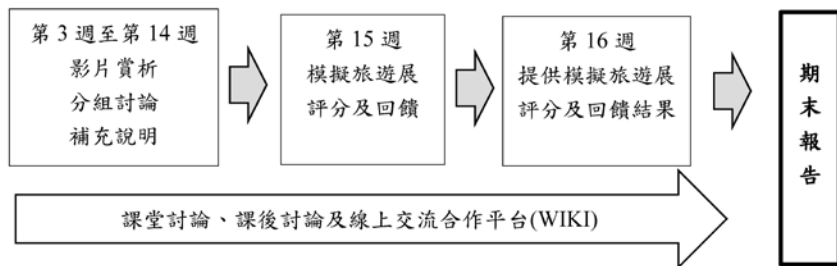 第 3 週至第 14 週
影片賞析
分組討論
補充說明
第 15 週
模擬旅遊展
評分及回饋
第 16 週
提供模擬旅遊展
評分及回饋結果
期末報告
課堂討論、課後討論及線上交流合作平台(WIKI)